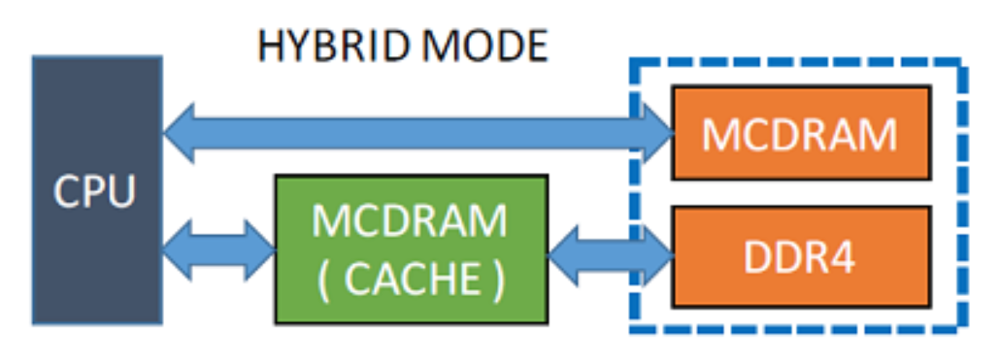 HYBRID MODE
CPU
MCDRAM
MCDRAM
( CACHE )
DDR4